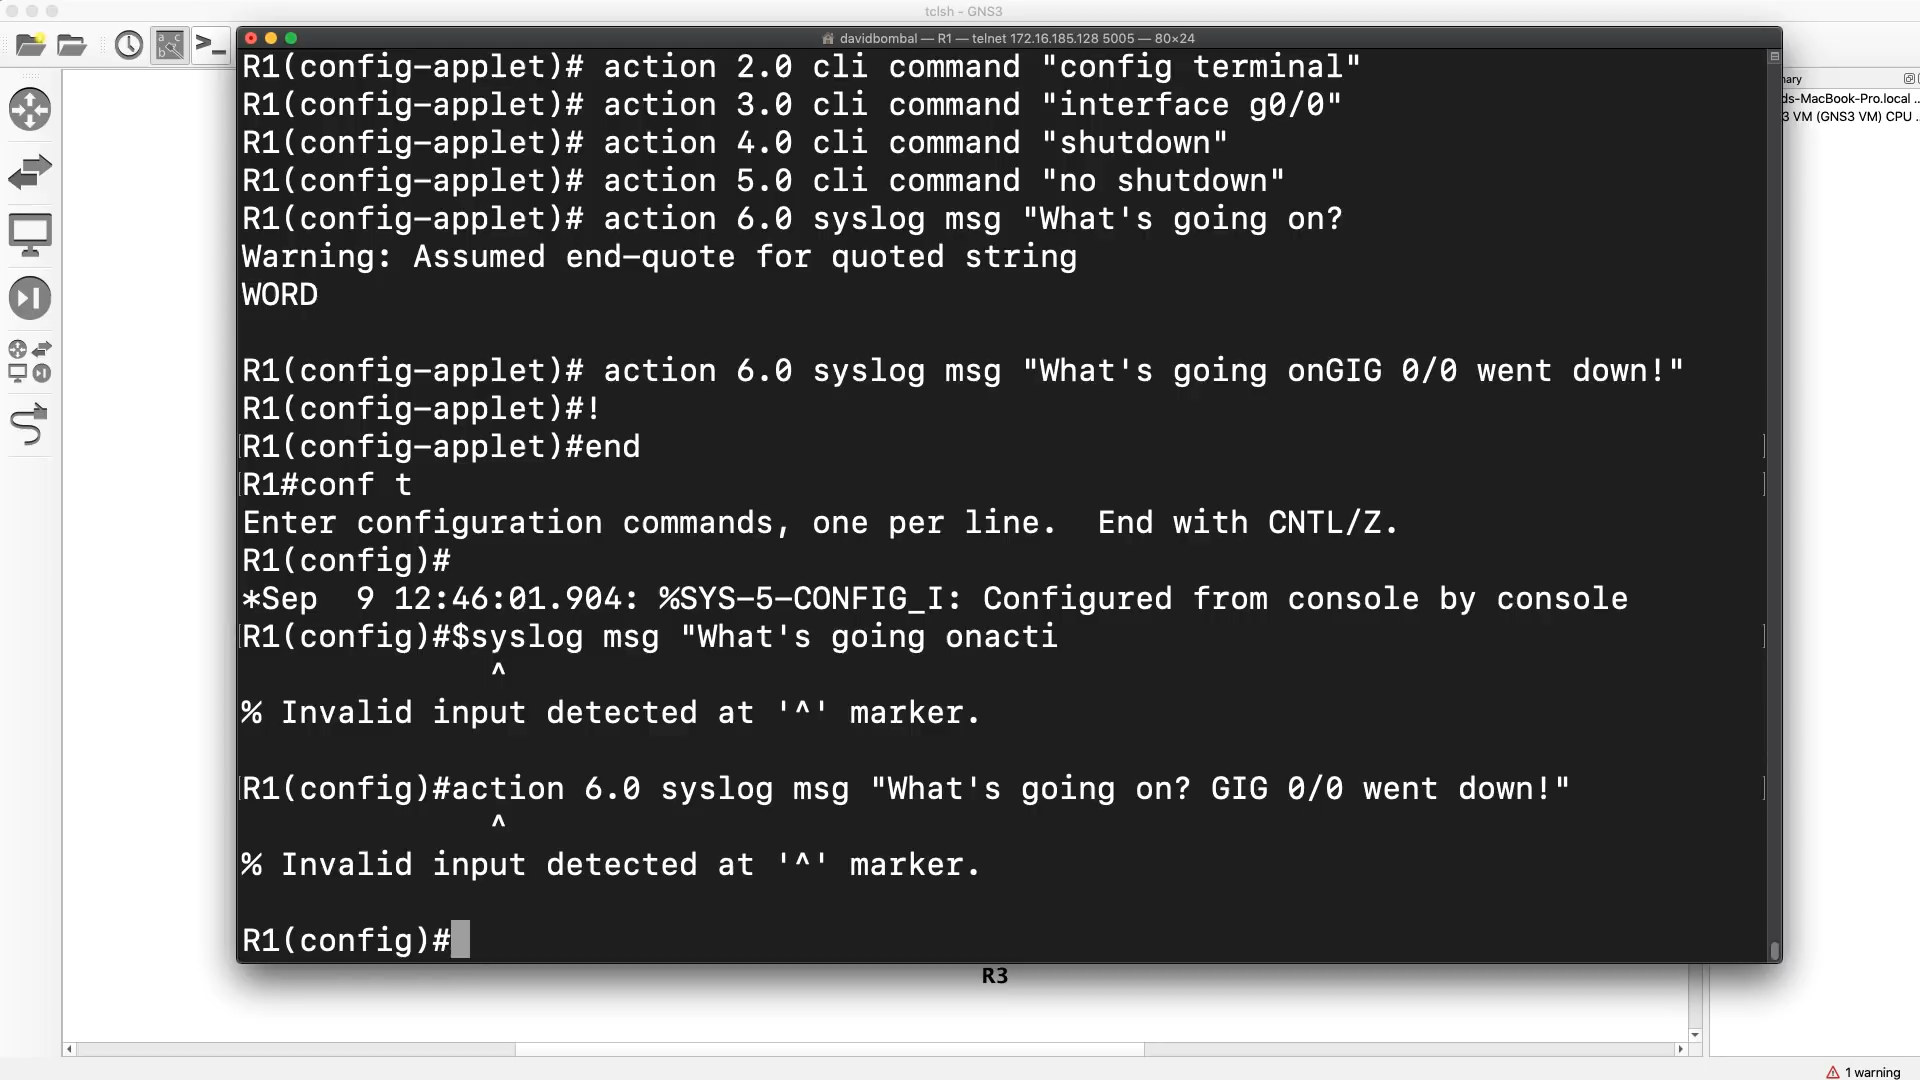 tclsh - GNS3
davidbombal — R1 — telnet 172.16.185.128 5005 — 80×24
R1(config-applet)# action 2.0 cli command "config terminal"
R1(config-applet)# action 3.0 cli command "interface g0/0"
R1(config-applet)# action 4.0 cli command "shutdown"
R1(config-applet)# action 5.0 cli command "no shutdown"
R1(config-applet)# action 6.0 syslog msg "What's going on?
Warning: Assumed end-quote for quoted string
WORD
R1(config-applet)# action 6.0 syslog msg "What's going onGIG 0/0 went down!"
R1(config-applet)#!
R1(config-applet)#end
R1#conf t
Enter configuration commands, one per line.  End with CNTL/Z.
R1(config)#
*Sep  9 12:46:01.904: %SYS-5-CONFIG_I: Configured from console by console
R1(config)#$syslog msg "What's going onacti
^
% Invalid input detected at '^' marker.
R1(config)#action 6.0 syslog msg "What's going on? GIG 0/0 went down!"
^
% Invalid input detected at '^' marker.
R1(config)#
mary
ds-MacBook-Pro.local ...
3 VM (GNS3 VM) CPU ...
R3
1 warning